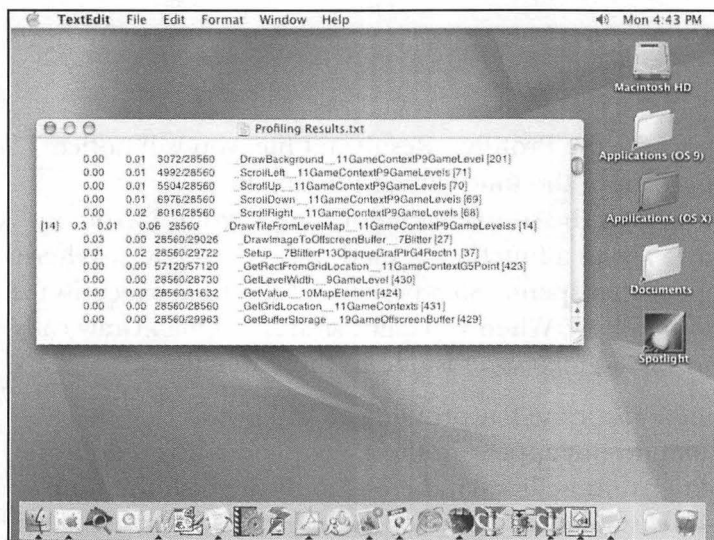 TextEdit File Edit Format Window Help Mon 4:43 PM
Macintosh HD
Profiling Results.txt
0.00 0.01 3072/28560 _DrawBackground__11GameContextP9GameLevel [201]
0.00 0.01 4992/28560 _ScrollLeft__11GameContextP9GameLevels [71]
0.00 0.01 5504/28560 _ScrollUp__11GameContextP9GameLevels [70]
0.00 0.01 6976/28560 _ScrollDown__11GameContextP9GameLevels [69]
0.00 0.02 8016/28560 _ScrollRight__11GameContextP9GameLevels [68]
[14] 0.3 0.01 0.06 28560 _DrawTileFromLevelMap__11GameContextP9GameLevelss [14]
0.03 0.00 28560/29026 _DrawImageToOffscreenBuffer__7Blitter [27]
0.01 0.02 28560/29722 _Setup__7BlitterP13OpaqueGrafPtrG4Rectn1 [37]
0.00 0.00 57120/57120 _GetRectFromGridLocation__11GameContextG5Point [423]
0.00 0.00 28560/28730 _GetLevelWidth__9GameLevel [430]
0.00 0.00 28560/31632 _GetValue__10MapElement [424]
0.00 0.00 28560/28560 _GetGridLocation__11GameContexts [431]
0.00 0.00 28560/29963 _GetBufferStorage__19GameOffscreenBuffer [429]
Applications (OS 9)
Applications (OS X)
Documents
Spotlight